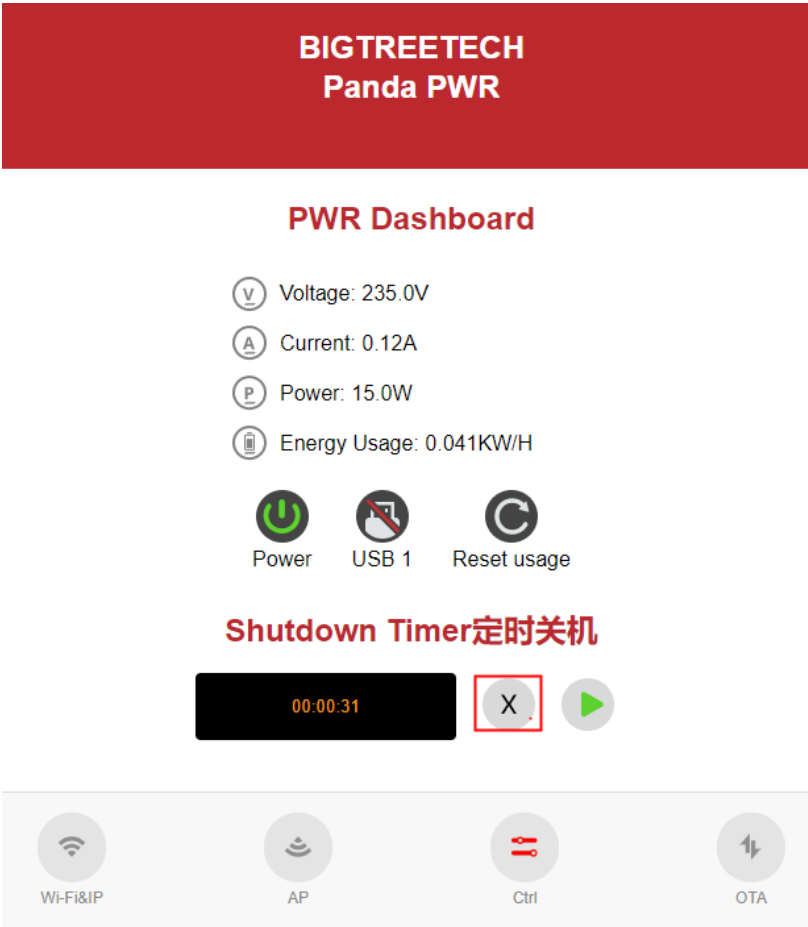 BIGTREETECH
Panda PWR
PWR Dashboard
V Voltage: 235.0V
A Current: 0.12A
P Power: 15.0W
Energy Usage: 0.041KW/H
Power USB 1 Reset usage
Shutdown Timer定时关机
00:00:31 X
Wi-Fi&IP AP Ctrl OTA